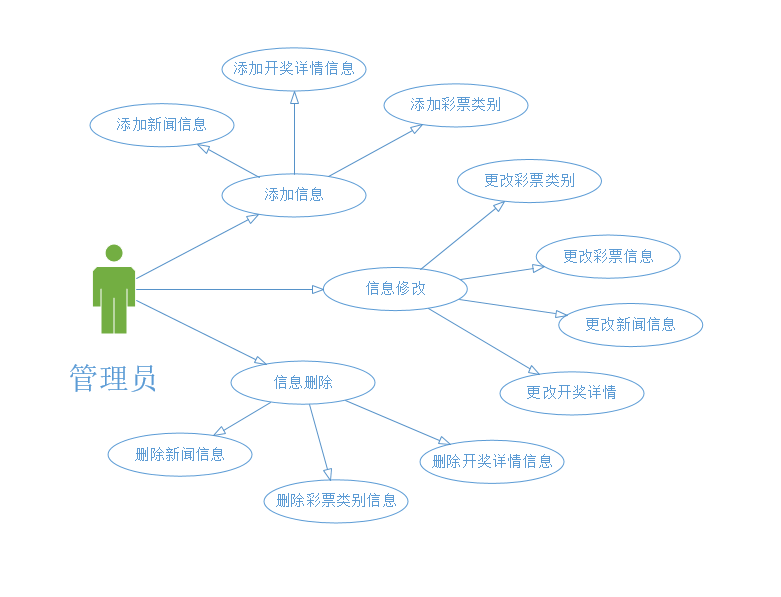 添加开奖详情信息
添加彩票类别
添加新闻信息
更改彩票类别
添加信息
更改彩票信息
信息修改
更改新闻信息
管理员
信息删除
更改开奖详情
删除新闻信息
删除开奖详情信息
删除彩票类别信息